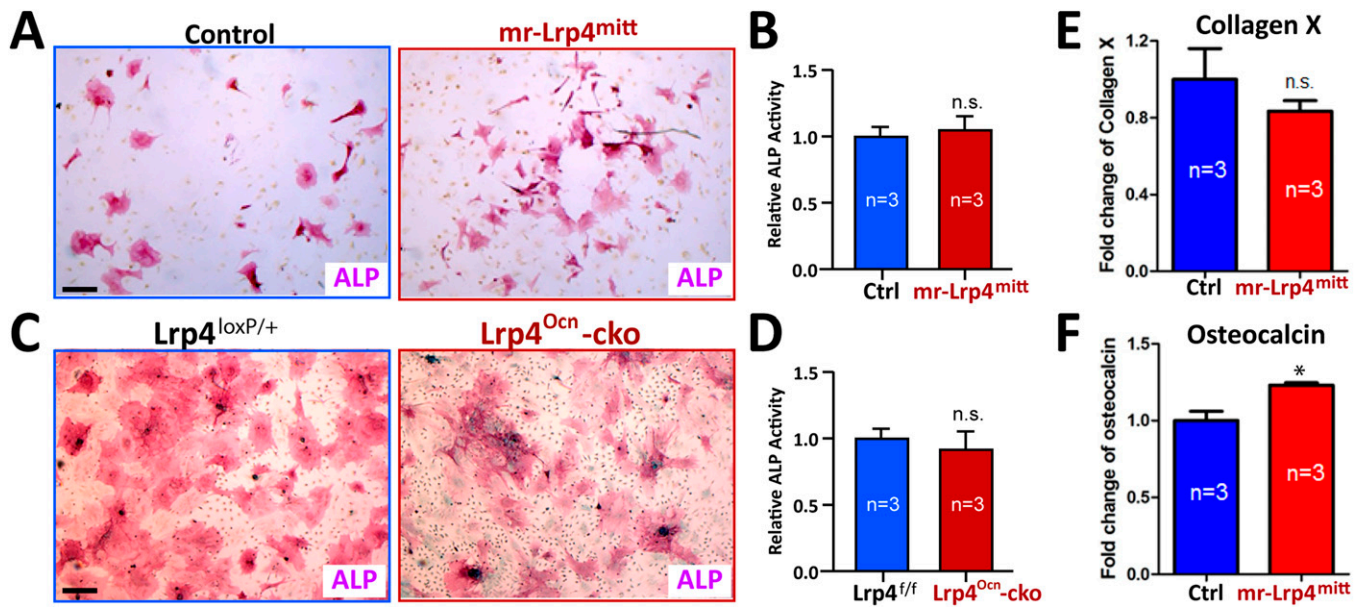 A
Control
mr-Lrp4mitt
ALP
ALP
B
Relative ALP Activity
1.5
1.0
0.5
0.0
n.s.
n=3
n=3
Ctrl
mr-Lrp4mitt
E
Collagen X
Fold change of Collagen X
1.2
0.8
0.4
0.0
n.s.
n=3
n=3
Ctrl
mr-Lrp4mitt
C
Lrp4loxP/+
Lrp4Ocn-cko
ALP
ALP
D
Relative ALP Activity
1.5
1.0
0.5
0.0
n.s.
n=3
n=3
Lrp4f/f
Lrp4Ocn-cko
F
Osteocalcin
Fold change of osteocalcin
1.5
1.0
0.5
0.0
*
n=3
n=3
Ctrl
mr-Lrp4mitt